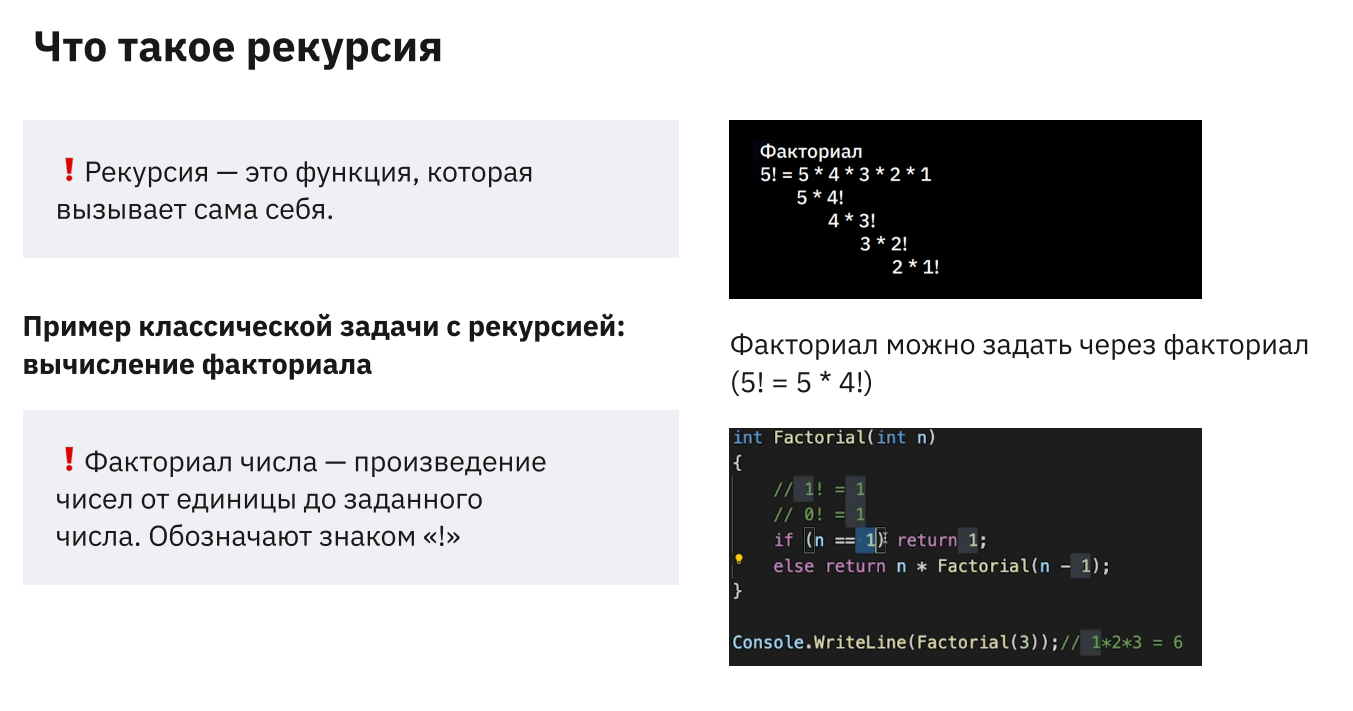 Что такое рекурсия
❗ Рекурсия — это функция, которая
вызывает сама себя.
Пример классической задачи с рекурсией:
вычисление факториала
❗ Факториал числа — произведение
чисел от единицы до заданного
числа. Обозначают знаком «!»
Факториал
5! = 5 * 4 * 3 * 2 * 1
5 * 4!
4 * 3!
3 * 2!
2 * 1!
Факториал можно задать через факториал
(5! = 5 * 4!)
int Factorial(int n)
{
// 1! = 1
// 0! = 1
if (n == 1) return 1;
else return n * Factorial(n - 1);
}
Console.WriteLine(Factorial(3));// 1*2*3 = 6